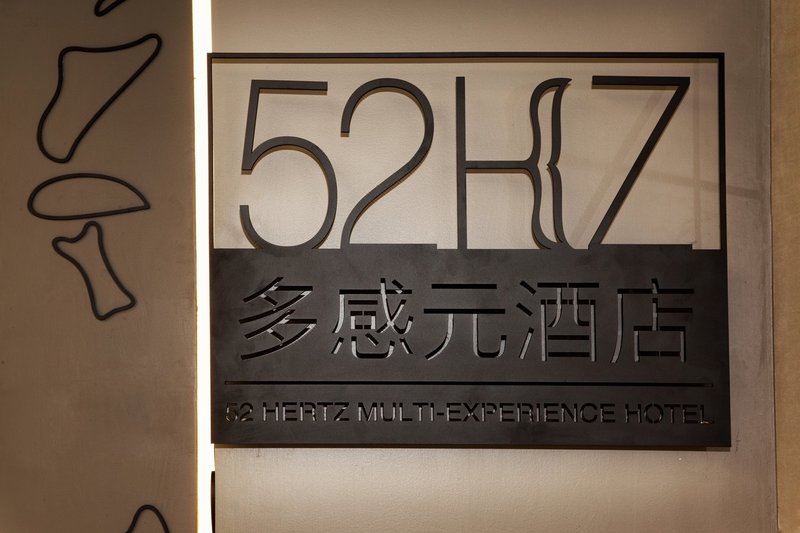 52HZ
多感元酒店
52 HERTZ MULTI-EXPERIENCE HOTEL